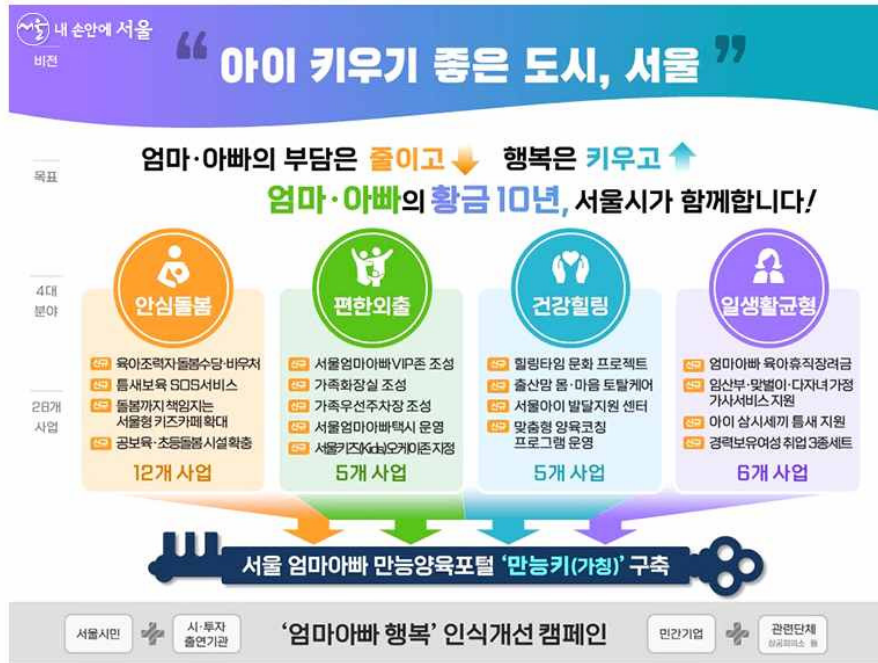 서울 내 손안에 서울
비전
“ 아이 키우기 좋은 도시, 서울 ”
목표
엄마·아빠의 부담은 줄이고 행복은 키우고
엄마·아빠의 황금 10년, 서울시가 함께합니다!
4대
분야
안심돌봄
편한외출
건강힐링
일생활균형
28개
사업
신규 육아조력자 돌봄수당·바우처
신규 틈새보육 SOS서비스
신규 돌봄까지 책임지는
서울형 키즈카페 확대
신규 공보육·초등돌봄 시설 확충
12개 사업
신규 서울엄마아빠VIP존 조성
신규 가족화장실 조성
신규 가족우선주차장 조성
신규 서울엄마아빠택시 운영
신규 서울키즈(Kids)오케이존 지정
5개 사업
신규 힐링타임 문화 프로젝트
신규 출산맘 몸·마음 토탈케어
신규 서울아이 발달지원 센터
신규 맞춤형 양육코칭
프로그램 운영
5개 사업
신규 엄마아빠 육아휴직장려금
신규 임산부·맞벌이·다자녀 가정
가사서비스 지원
신규 아이 삼시세끼 틈새 지원
신규 경력보유여성 취업 3종세트
6개 사업
서울 엄마아빠 만능양육포털 ‘만능키(가칭)’ 구축
서울시민
시·투자
출연기관
‘엄마아빠 행복’ 인식개선 캠페인
민간기업
관련단체
상공회의소 등